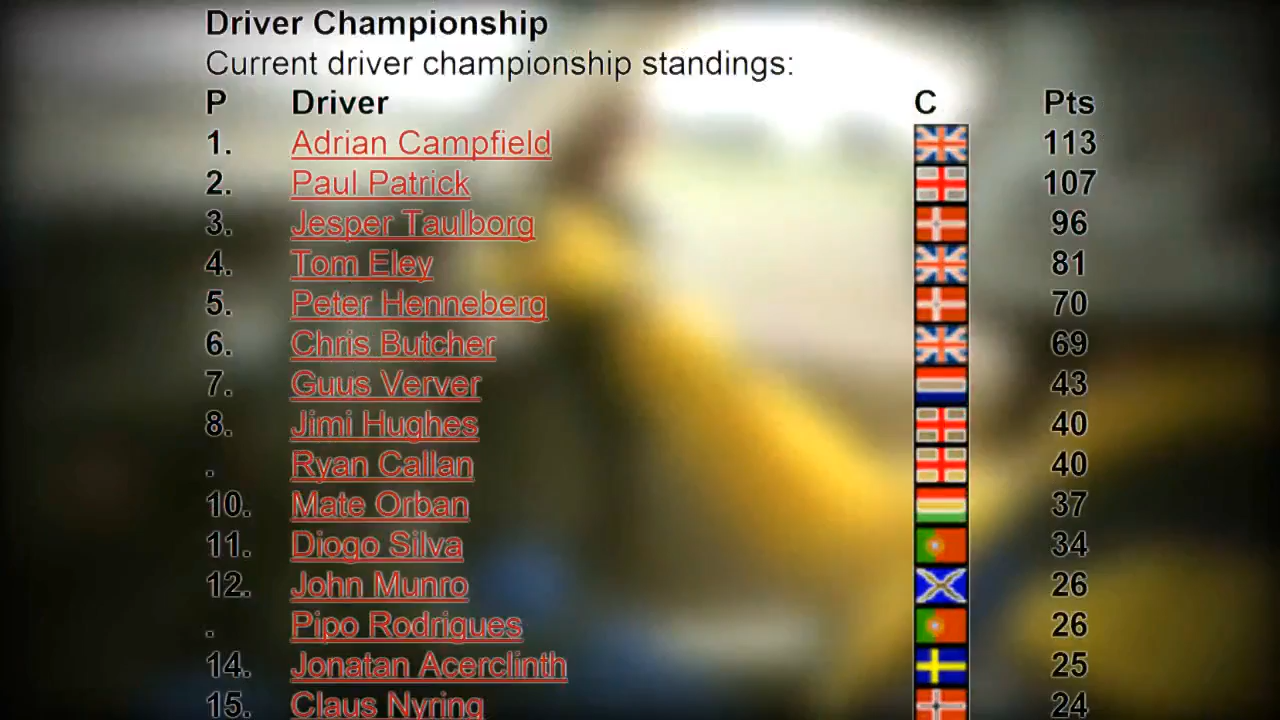 Driver Championship
Current driver championship standings:
P Driver C Pts
1. Adrian Campfield 113
2. Paul Patrick 107
3. Jesper Taulborg 96
4. Tom Eley 81
5. Peter Henneberg 70
6. Chris Butcher 69
7. Guus Verver 43
8. Jimi Hughes 40
. Ryan Callan 40
10. Mate Orban 37
11. Diogo Silva 34
12. John Munro 26
. Pipo Rodrigues 26
14. Jonatan Acerclinth 25
15. Claus Nyring 24